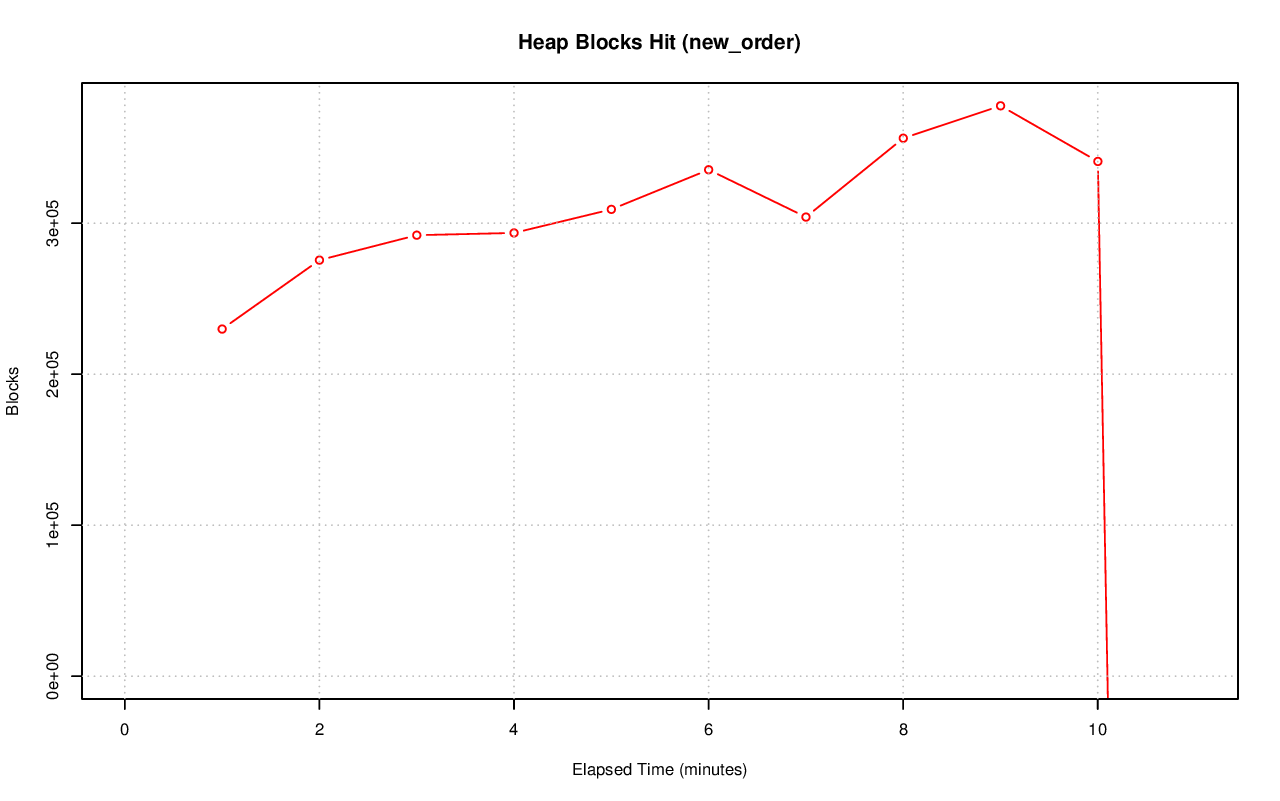 Heap Blocks Hit (new_order)
Blocks
3e+05
2e+05
1e+05
0e+00
0 2 4 6 8 10
Elapsed Time (minutes)